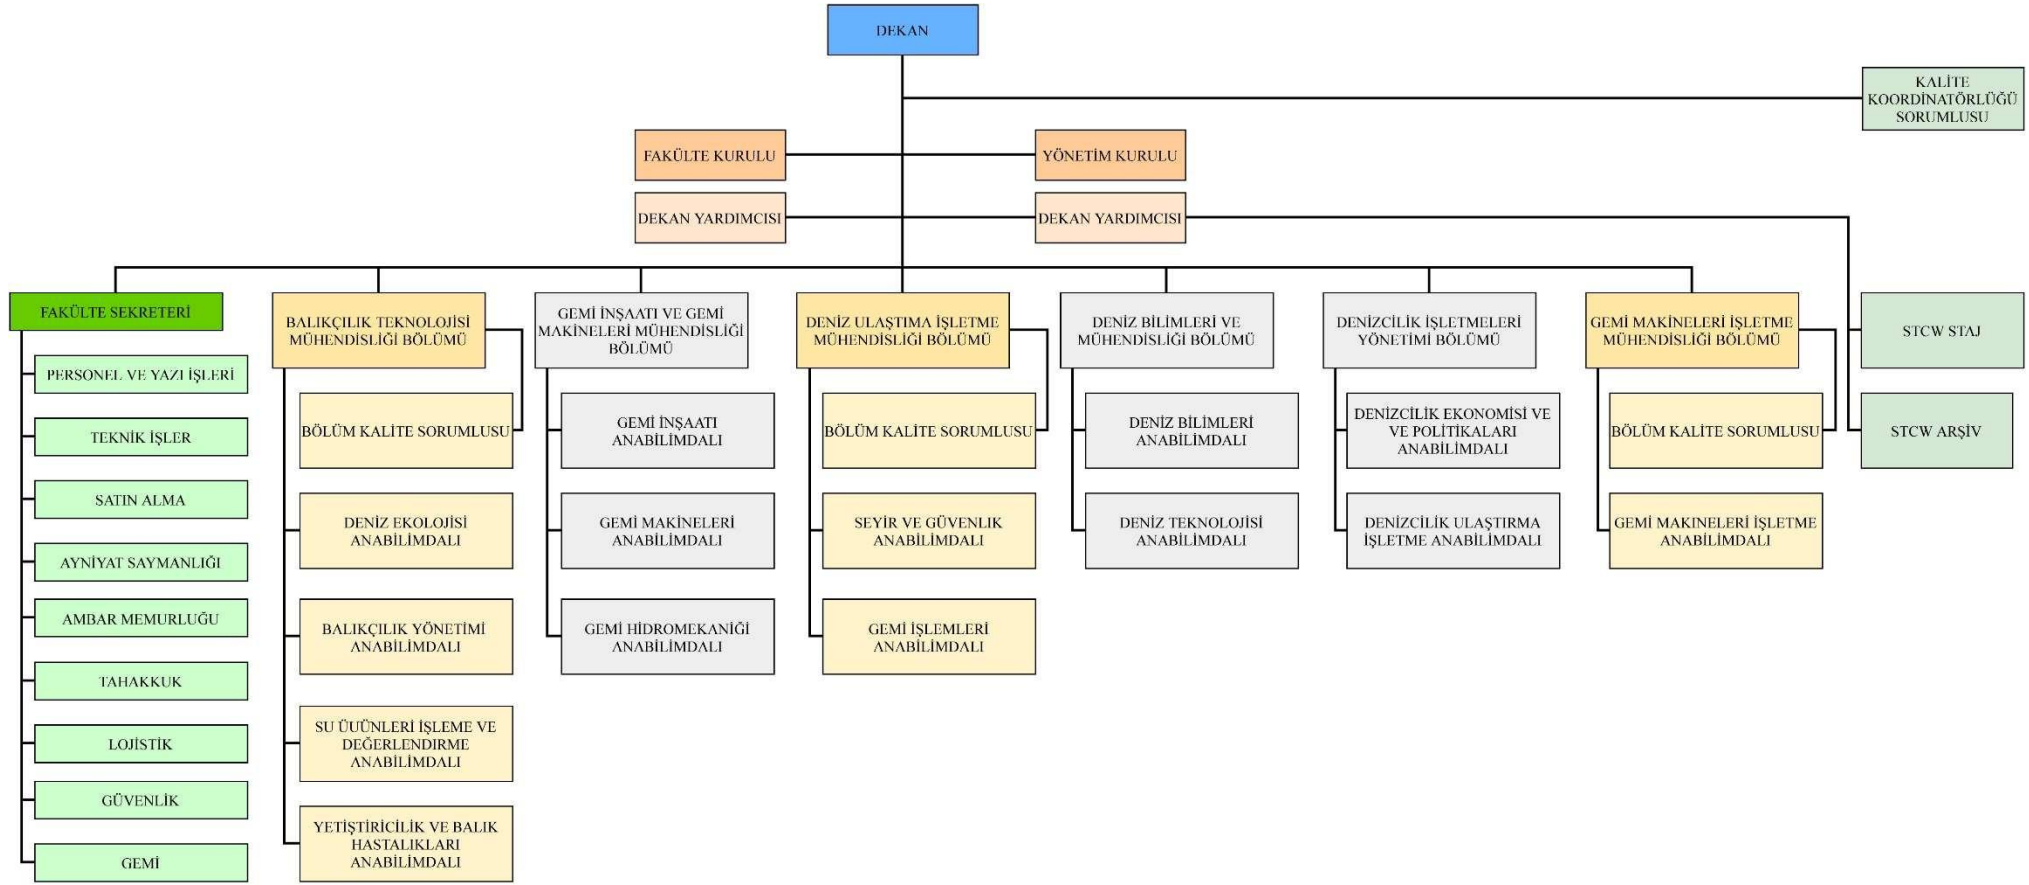 DEKAN
KALİTE
KOORDİNATÖRLÜĞÜ
SORUMLUSU
FAKÜLTE KURULU
YÖNETİM KURULU
DEKAN YARDIMCISI
DEKAN YARDIMCISI
FAKÜLTE SEKRETERİ
PERSONEL VE YAZI İŞLERİ
TEKNİK İŞLER
SATIN ALMA
AYNİYAT SAYMANLIĞI
AMBAR MEMURLUĞU
TAHAKKUK
LOJİSTİK
GÜVENLİK
GEMİ
BALIKÇILIK TEKNOLOJİSİ
MÜHENDİSLİĞİ BÖLÜMÜ
BÖLÜM KALİTE SORUMLUSU
DENİZ EKOLOJİSİ
ANABİLİMDALI
BALIKÇILIK YÖNETİMİ
ANABİLİMDALI
SU ÜUÜNLERİ İŞLEME VE
DEĞERLENDİRME
ANABİLİMDALI
YETİŞTİRİCİLİK VE BALIK
HASTALIKLARI
ANABİLİMDALI
GEMİ İNŞAATI VE GEMİ
MAKİNELERİ MÜHENDİSLİĞİ
BÖLÜMÜ
GEMİ İNŞAATI
ANABİLİMDALI
GEMİ MAKİNELERİ
ANABİLİMDALI
GEMİ HİDROMEKANİĞİ
ANABİLİMDALI
DENİZ ULAŞTIMA İŞLETME
MÜHENDİSLİĞİ BÖLÜMÜ
BÖLÜM KALİTE SORUMLUSU
SEYİR VE GÜVENLIK
ANABİLİMDALI
GEMİ İŞLEMLERİ
ANABİLİMDALI
DENİZ BİLİMLERİ VE
MÜHENDİSLİĞİ BÖLÜMÜ
DENİZ BİLİMLERİ
ANABİLİMDALI
DENİZ TEKNOLOJİSİ
ANABİLİMDALI
DENİZCİLİK İŞLETMELERİ
YÖNETİMİ BÖLÜMÜ
DENİZCİLİK EKONOMİSİ VE
VE POLİTİKALARI
ANABİLİMDALI
DENİZCİLİK ULAŞTIRMA
İŞLETME ANABİLİMDALI
GEMİ MAKİNELERİ İŞLETME
MÜHENDİSLİĞİ BÖLÜMÜ
BÖLÜM KALİTE SORUMLUSU
GEMİ MAKINELERİ İŞLETME
ANABİLİMDALI
STCW STAJ
STCW ARŞİV